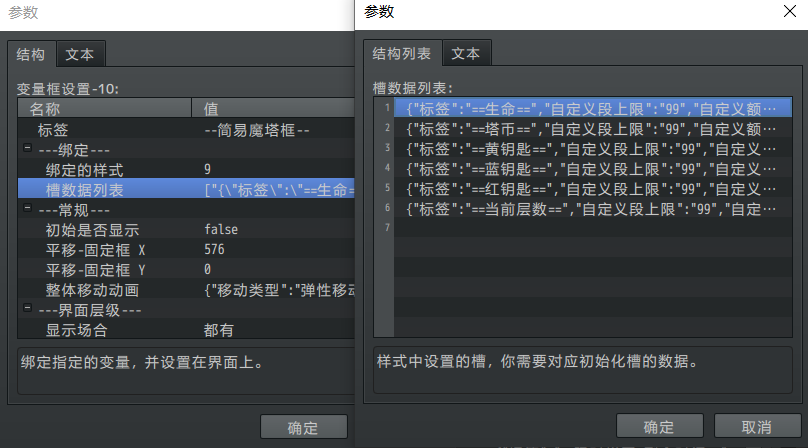 参数
结构
文本
变量框设置-10:
名称 值
标签 --简易魔塔框--
---绑定---
绑定的样式 9
槽数据列表 ["{\"标签\":\"==生命=
---常规---
初始是否显示 false
平移-固定框 X 576
平移-固定框 Y 0
整体移动动画 {"移动类型":"弹性移动
---界面层级---
显示场合 都有
绑定指定的变量，并设置在界面上。
确定
参数
结构列表
文本
槽数据列表：
1 {"标签":"==生命==","自定义段上限":"99","自定义额…
2 {"标签":"==塔币==","自定义段上限":"99","自定义额…
3 {"标签":"==黄钥匙==","自定义段上限":"99","自定义…
4 {"标签":"==蓝钥匙==","自定义段上限":"99","自定义…
5 {"标签":"==红钥匙==","自定义段上限":"99","自定义…
6 {"标签":"==当前层数==","自定义段上限":"99","自定…
7
样式中设置的槽，你需要对应初始化槽的数据。
确定
取消